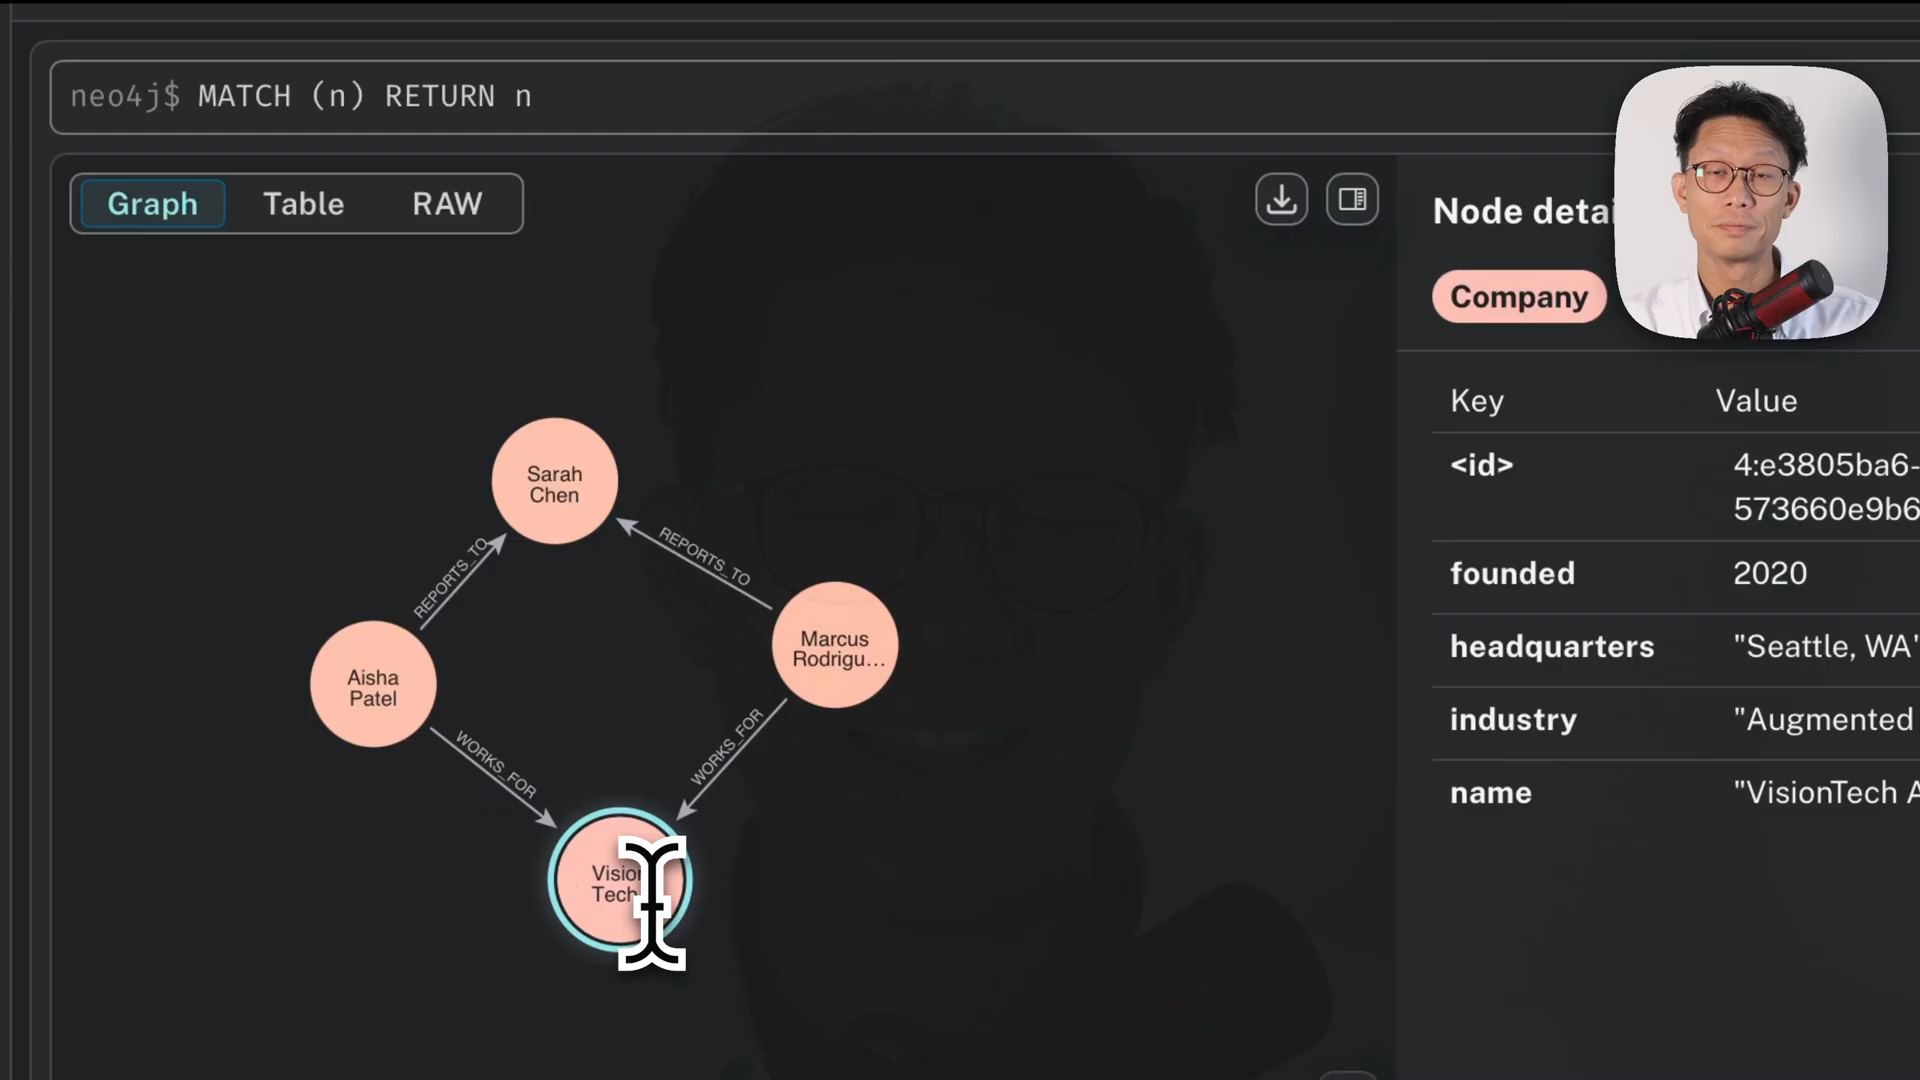 neo4j$ MATCH (n) RETURN n
Graph Table RAW
Node detai
Company
Key Value
<id> 4:e3805ba6-
573660e9b6
founded 2020
headquarters "Seattle, WA"
industry "Augmented
name "VisionTech A
Sarah
Chen
REPORTS_TO
REPORTS_TO
Marcus
Rodrigu...
Aisha
Patel
WORKS_FOR
WORKS_FOR
Vision
Tech